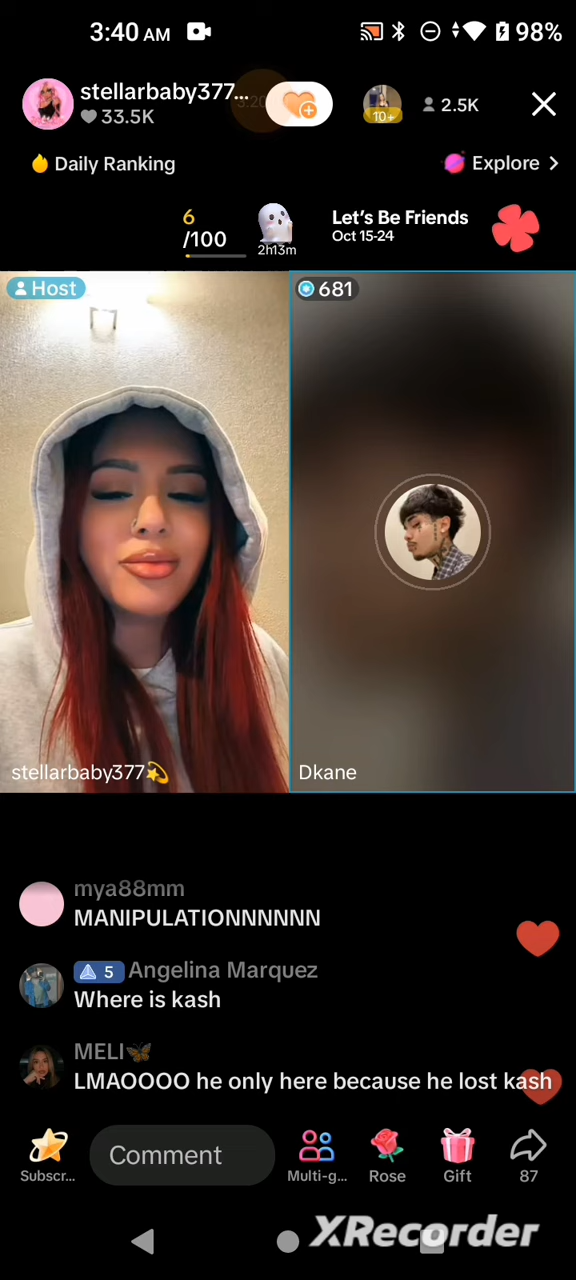 3:40 AM
98%
stellarbaby377...
33.5K
10+
2.5K
Daily Ranking
Explore >
6
/100
2h13m
Let's Be Friends
Oct 15-24
Host
681
stellarbaby377💫
Dkane
mya88mm
MANIPULATIONNNNNN
5 Angelina Marquez
Where is kash
MELI🦋
LMAOOOO he only here because he lost kash
Subscr...
Comment
Multi-g...
Rose
Gift
87
XRecorder